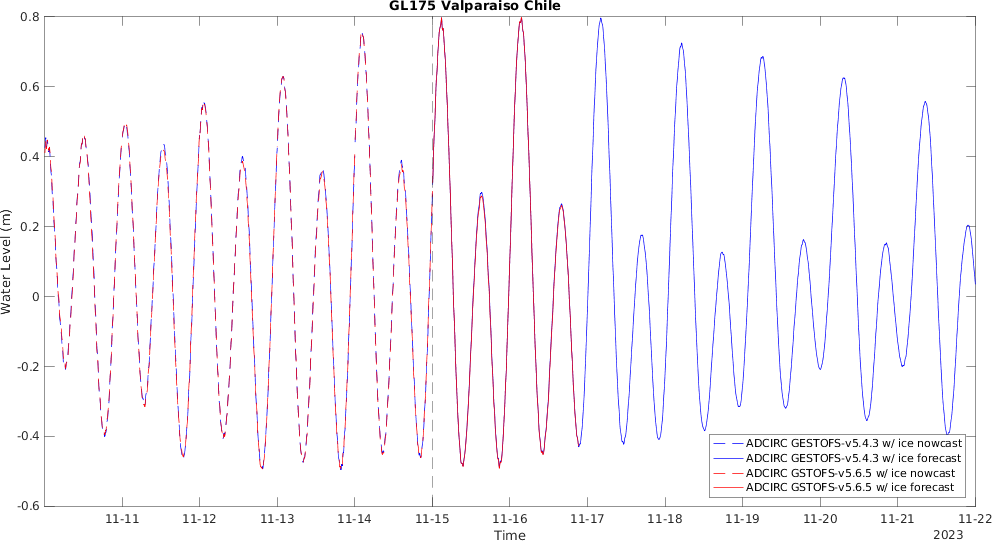 GL175 Valparaiso Chile
0.8
0.6
0.4
0.2
0
-0.2
-0.4
-0.6
Water Level (m)
ADCIRC GESTOFS-v5.4.3 w/ ice nowcast
ADCIRC GESTOFS-v5.4.3 w/ ice forecast
ADCIRC GSTOFS-v5.6.5 w/ ice nowcast
ADCIRC GSTOFS-v5.6.5 w/ ice forecast
11-11 11-12 11-13 11-14 11-15 11-16 11-17 11-18 11-19 11-20 11-21 11-22
Time
2023